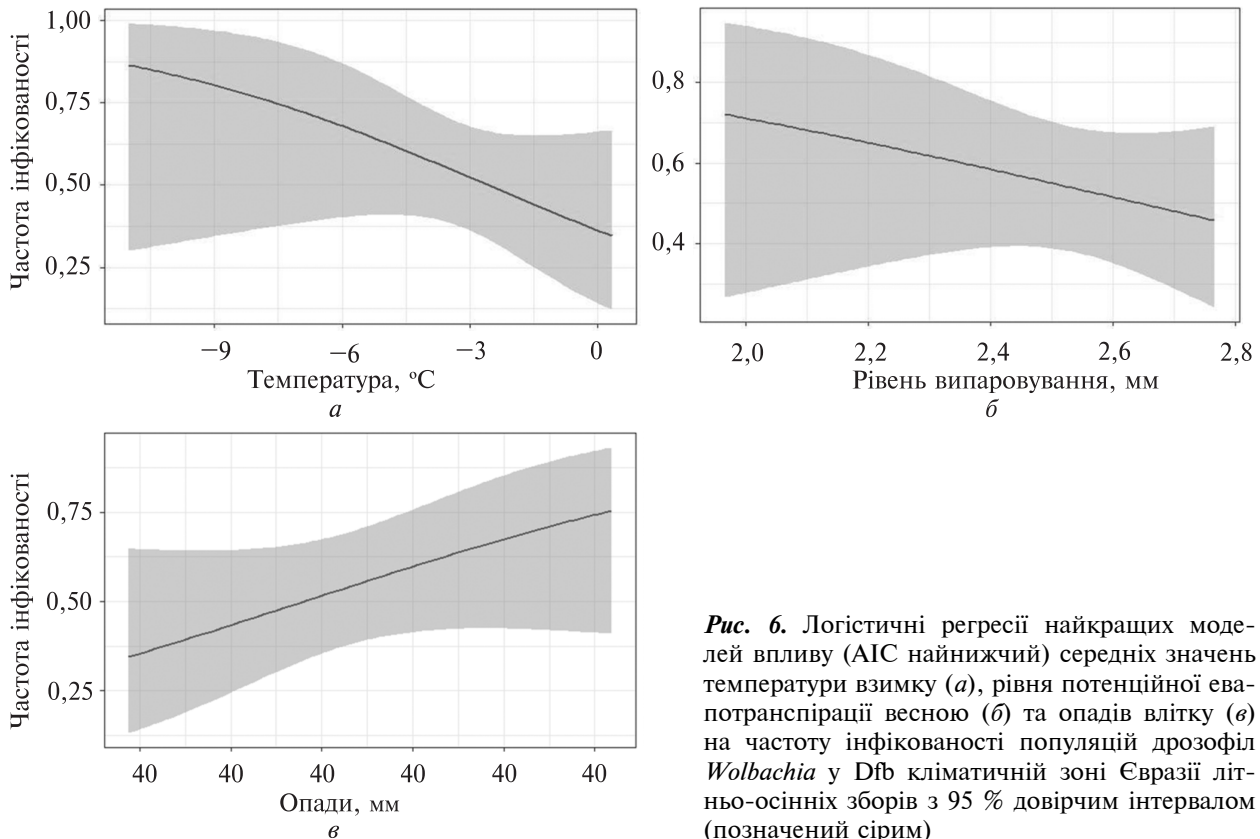 1,00
0,75
0,50
0,25
Частота інфікованості
−9 −6 −3 0
Температура, °C
а
0,8
0,6
0,4
2,0 2,2 2,4 2,6 2,8
Рівень випаровування, мм
б
0,75
0,50
0,25
Частота інфікованості
40 40 40 40 40 40
Опади, мм
в
Рис. 6. Логістичні регресії найкращих моде-
лей впливу (AIC найнижчий) середніх значень
температури взимку (а), рівня потенційної ева-
потранспірації весною (б) та опадів влітку (в)
на частоту інфікованості популяцій дрозофіл
Wolbachia у Dfb кліматичній зоні Євразії літ-
ньо-осінніх зборів з 95 % довірчим інтервалом
(позначений сірим)